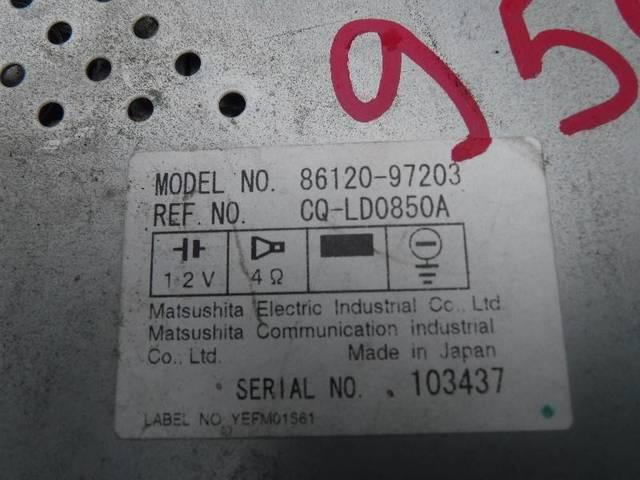 95
MODEL NO. 86120-97203
REF. NO. CQ-LD0850A
12V 4Ω
Matsushita Electric Industrial Co., Ltd
Matsushita Communication industrial
Co., Ltd. Made in Japan
SERIAL NO. 103437
LABEL NO YEFM01561